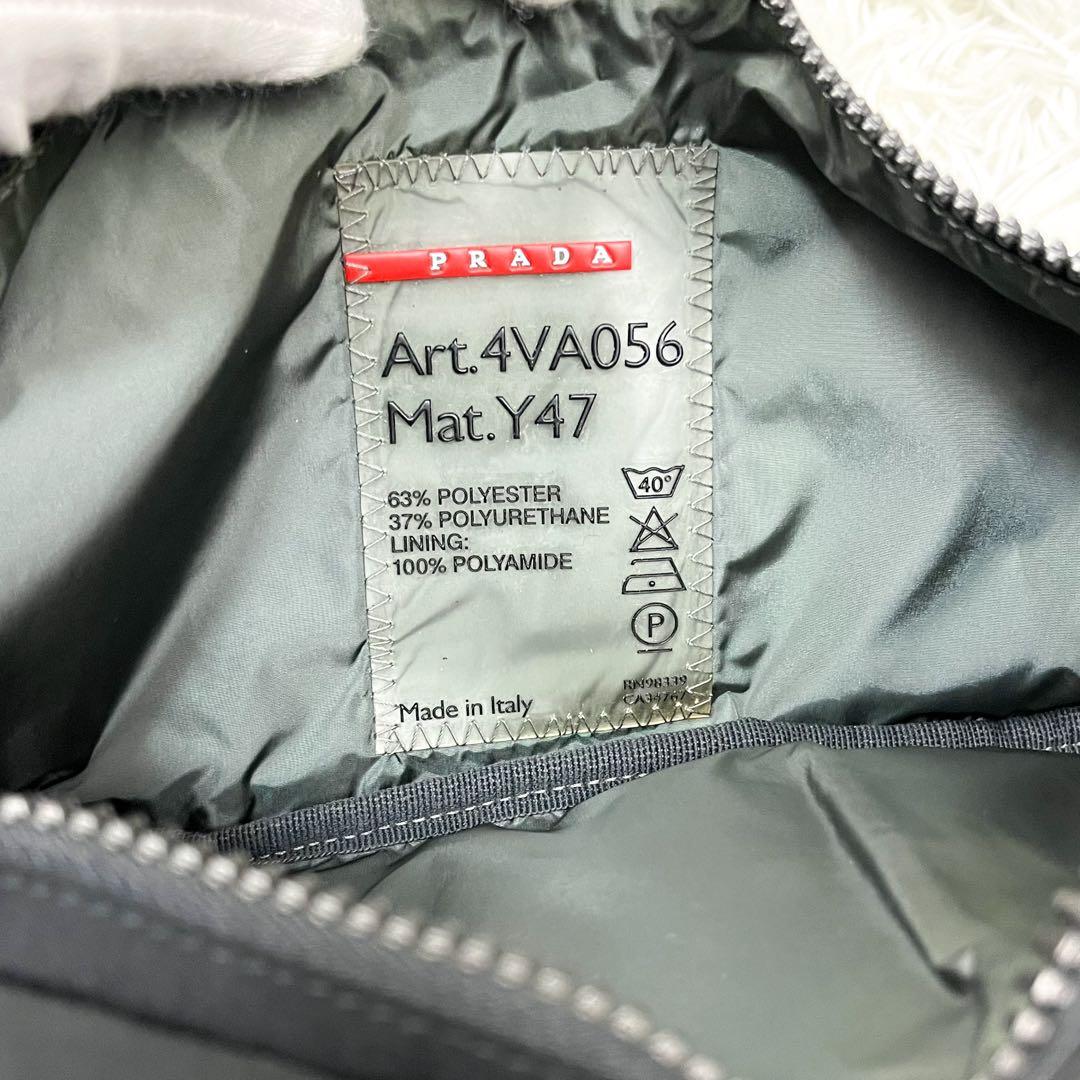 PRADA
Art.4VA056
Mat.Y47
63% POLYESTER
37% POLYURETHANE
LINING:
100% POLYAMIDE
40°
P
Made in Italy
RN98339
CA34767